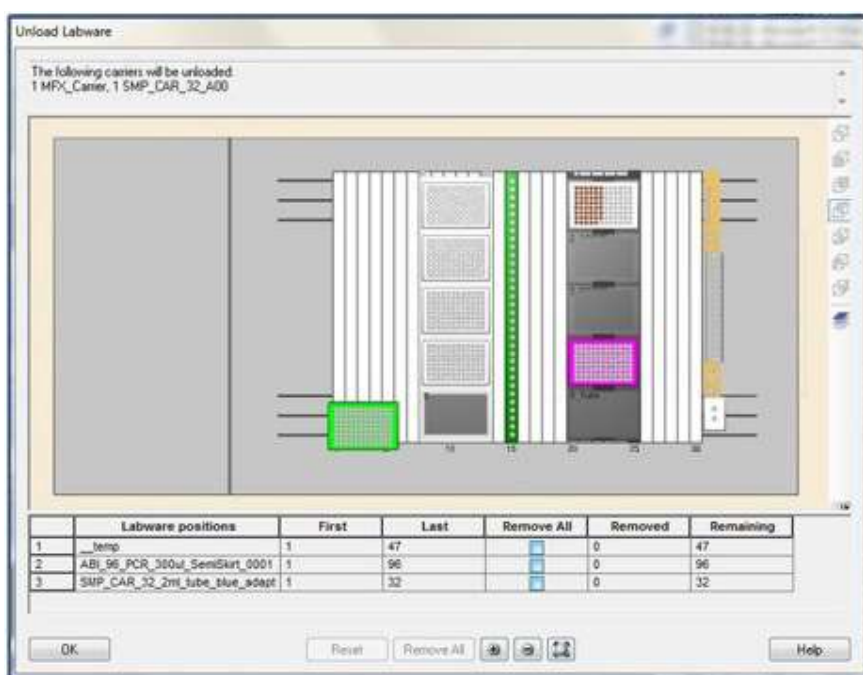 Unload Labware
The following carriers will be unloaded
1 MFX_Carrier, 1 SMP_CAR_32_A00
10 15 20 25 30
Labware positions First Last Remove All Removed Remaining
1 __temp 1 47 0 47
2 ABI_96_PCR_300ul_SemiSkirt_0001 1 96 0 96
3 SMP_CAR_32_2ml_tube_blue_adapt 1 32 0 32
OK Reset Remove All Help